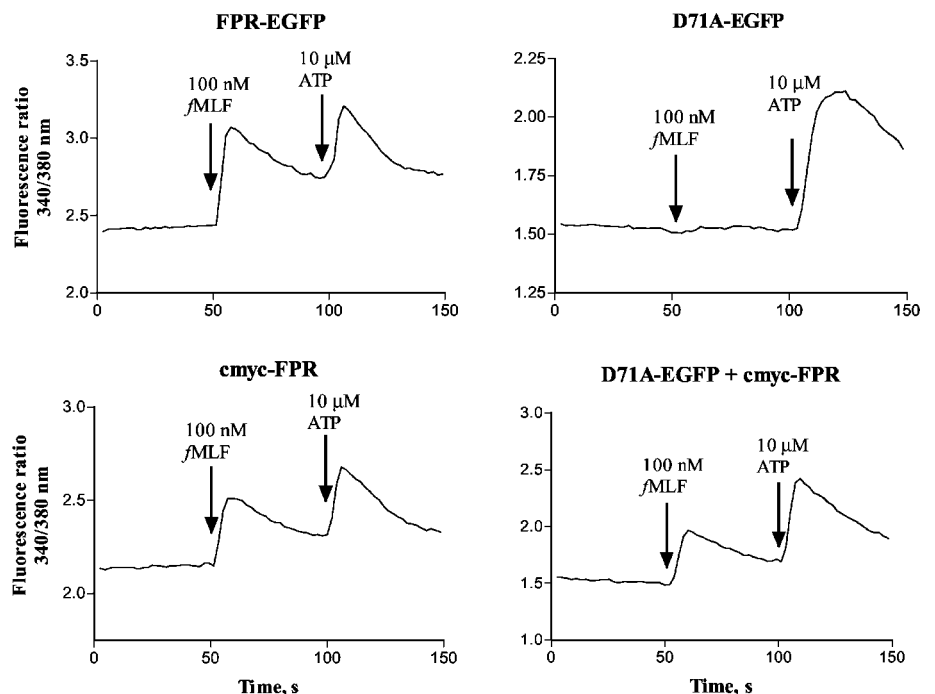 FPR-EGFP
D71A-EGFP
Fluorescence ratio
340/380 nm
3.5
3.0
2.5
2.0
100 nM
fMLF
10 µM
ATP
0
50
100
150
2.25
2.00
1.75
1.50
1.25
100 nM
fMLF
10 µM
ATP
0
50
100
150
cmyc-FPR
D71A-EGFP + cmyc-FPR
Fluorescence ratio
340/380 nm
3.0
2.5
2.0
100 nM
fMLF
10 µM
ATP
0
50
100
150
Time, s
3.0
2.5
2.0
1.5
1.0
100 nM
fMLF
10 µM
ATP
0
50
100
150
Time, s